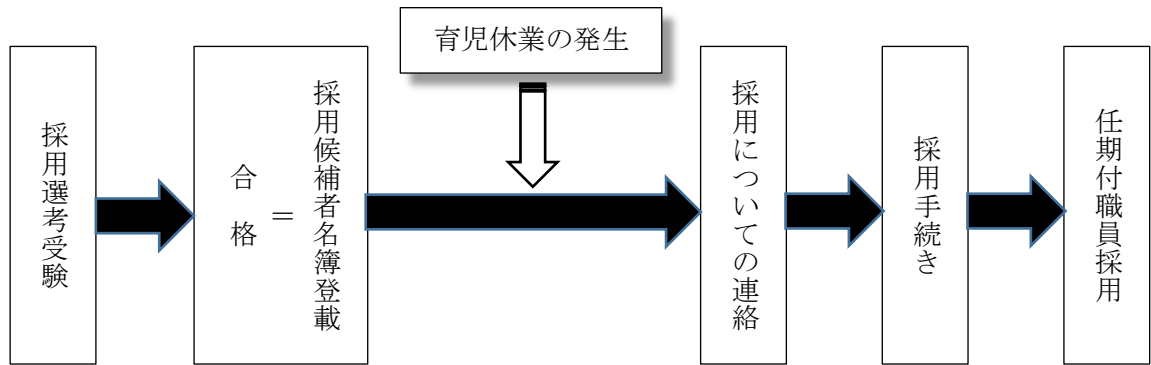 育児休業の発生
採用選考受験
合格
＝
採用候補者名簿登載
採用についての連絡
採用手続き
任期付職員採用